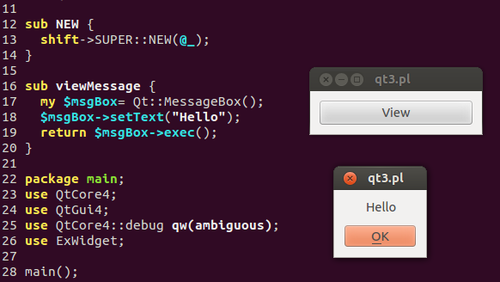 11
12 sub NEW {
13   shift->SUPER::NEW(@_);
14 }
15
16 sub viewMessage {
17   my $msgBox= Qt::MessageBox();
18   $msgBox->setText("Hello");
19   return $msgBox->exec();
20 }
21
22 package main;
23 use QtCore4;
24 use QtGui4;
25 use QtCore4::debug qw(ambiguous);
26 use ExWidget;
27
28 main();
qt3.pl
View
qt3.pl
Hello
OK